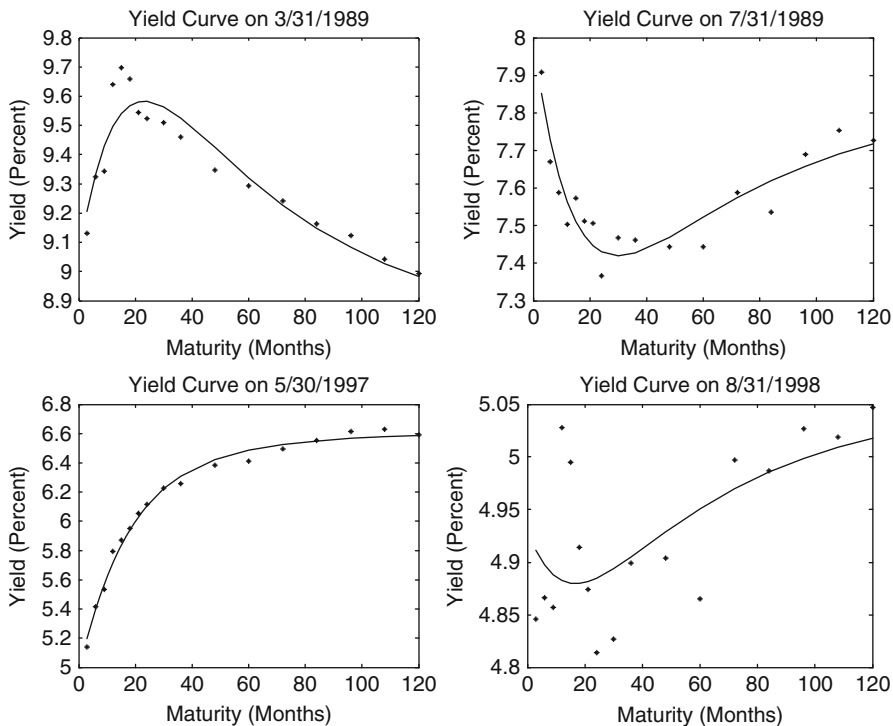 Yield Curve on 3/31/1989
9.8
9.7
9.6
9.5
9.4
9.3
9.2
9.1
9
8.9
Yield (Percent)
0 20 40 60 80 100 120
Maturity (Months)
Yield Curve on 7/31/1989
8
7.9
7.8
7.7
7.6
7.5
7.4
7.3
Yield (Percent)
0 20 40 60 80 100 120
Maturity (Months)
Yield Curve on 5/30/1997
6.8
6.6
6.4
6.2
6
5.8
5.6
5.4
5.2
5
Yield (Percent)
0 20 40 60 80 100 120
Maturity (Months)
Yield Curve on 8/31/1998
5.05
5
4.95
4.9
4.85
4.8
Yield (Percent)
0 20 40 60 80 100 120
Maturity (Months)